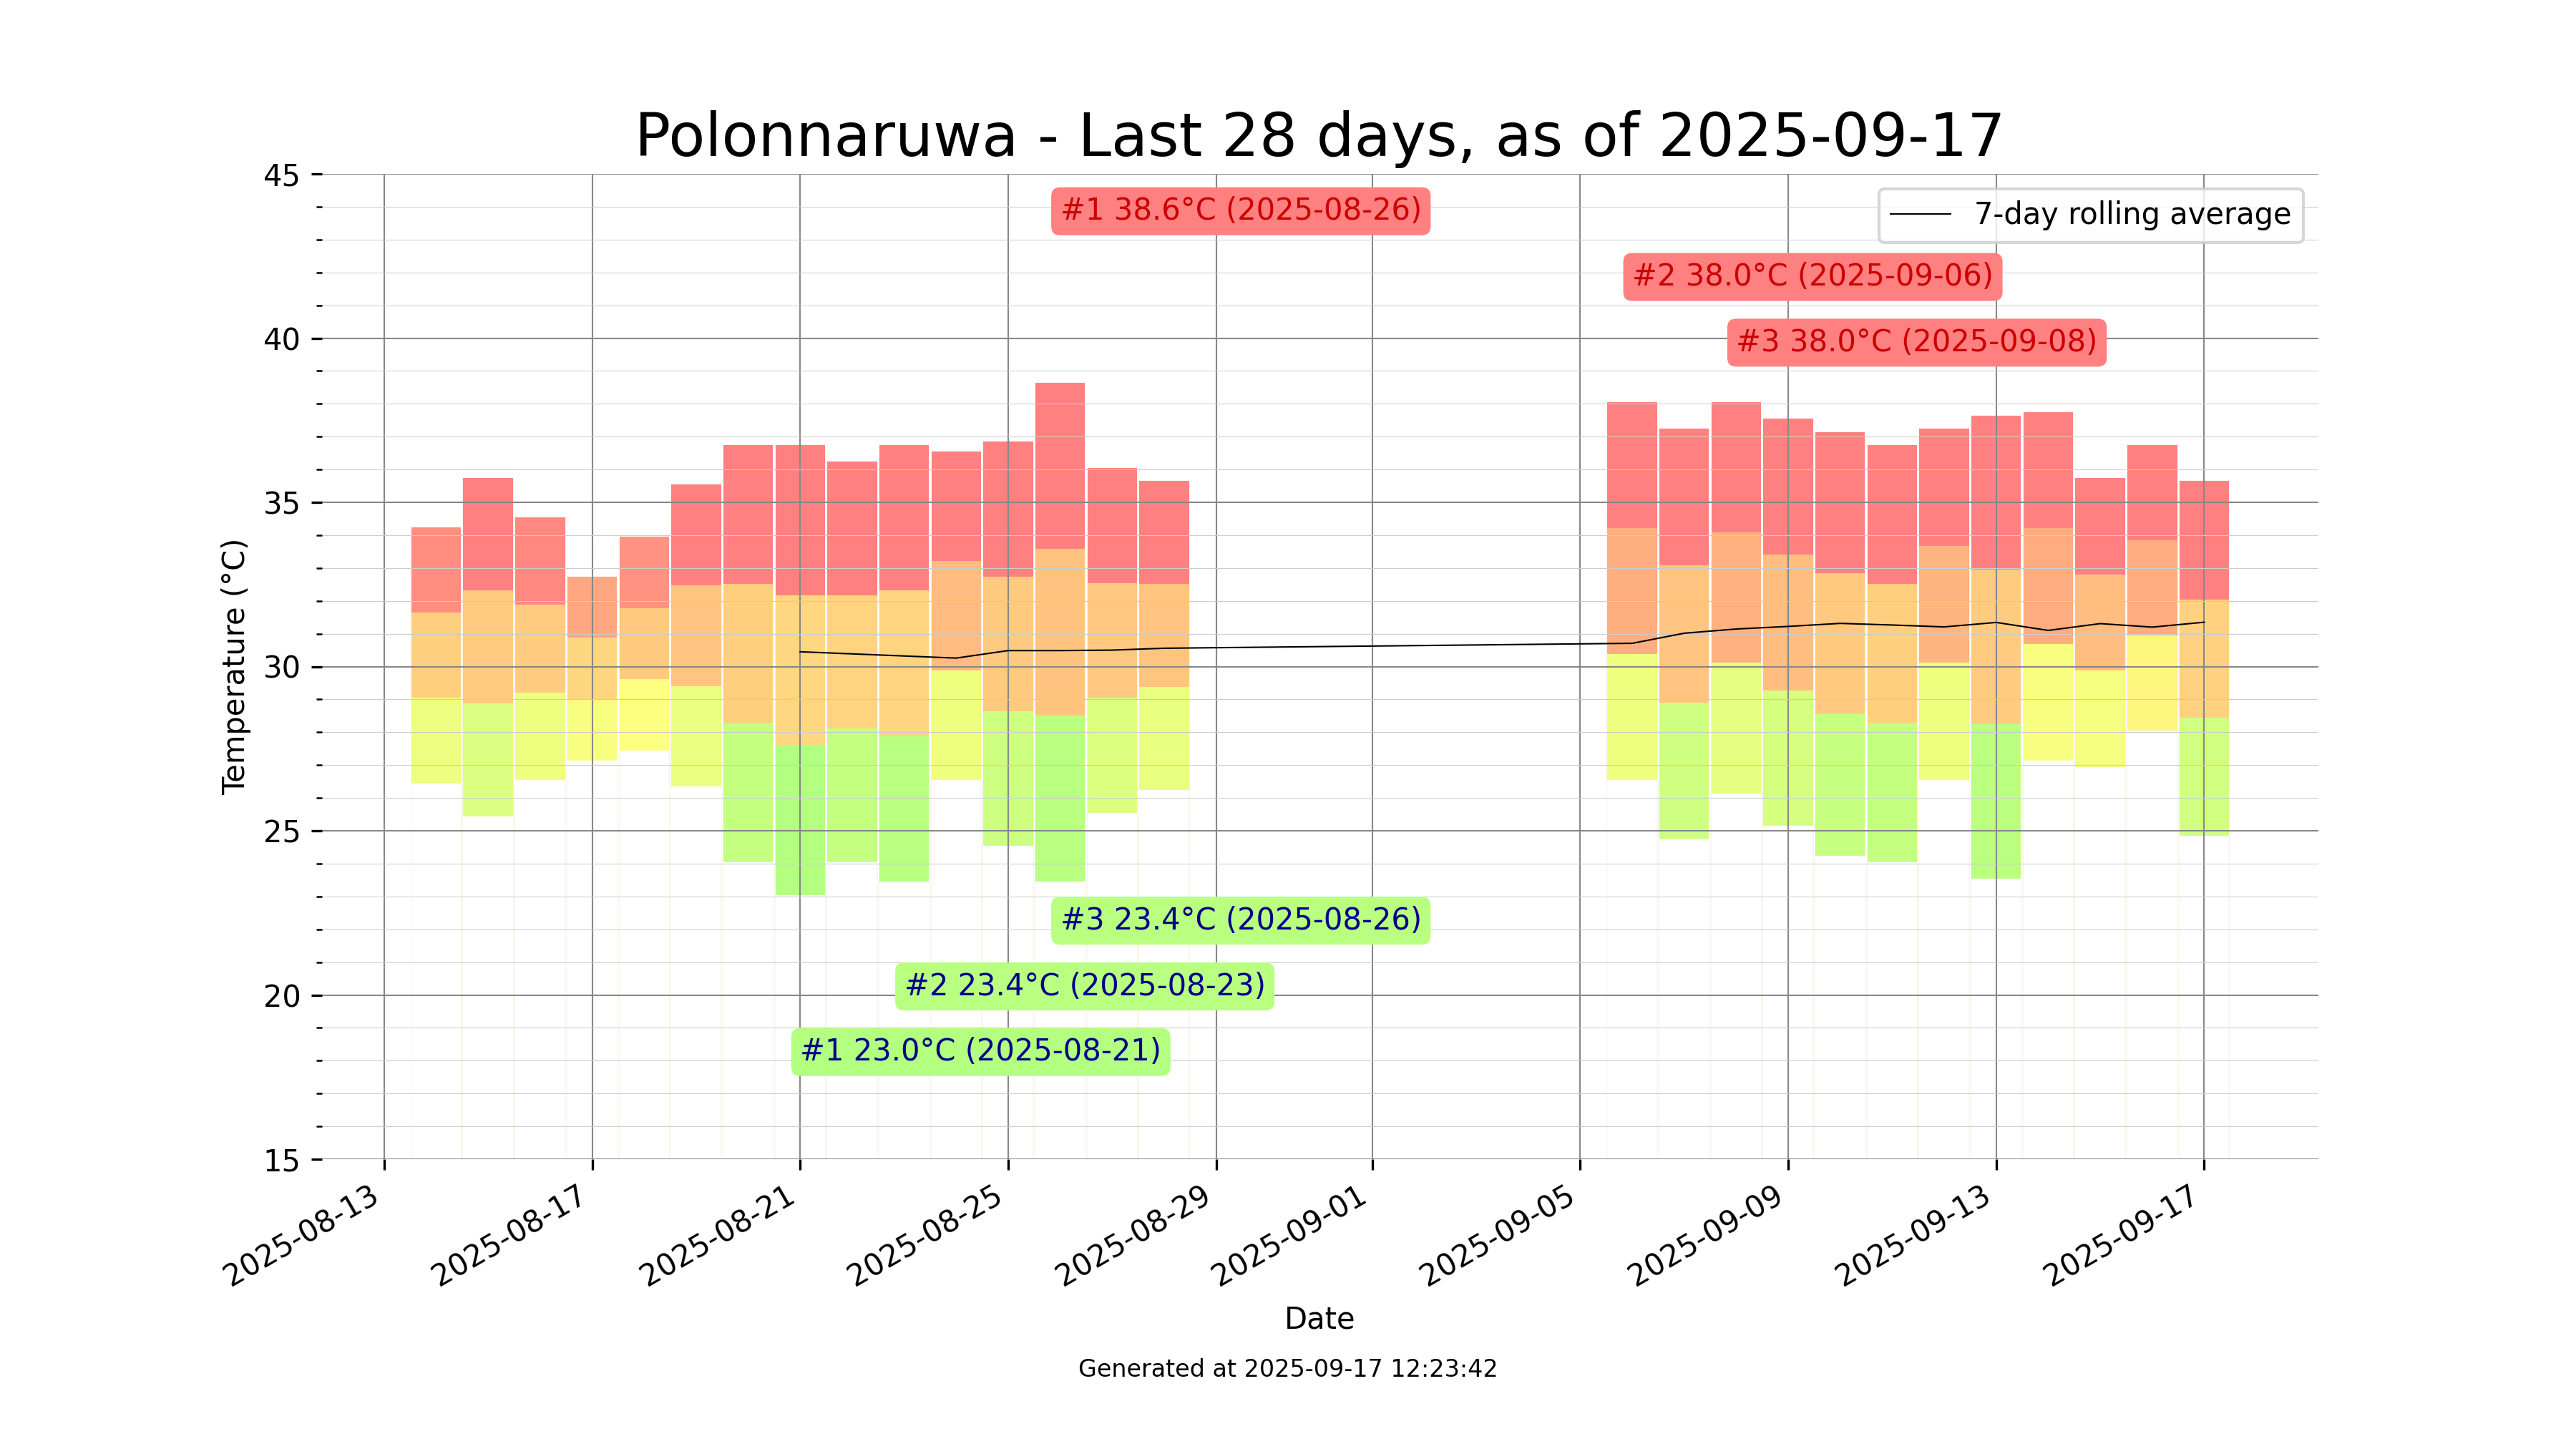 Polonnaruwa - Last 28 days, as of 2025-09-17
45
40
35
30
25
20
15
Temperature (°C)
7-day rolling average
#1 38.6°C (2025-08-26)
#2 38.0°C (2025-09-06)
#3 38.0°C (2025-09-08)
#3 23.4°C (2025-08-26)
#2 23.4°C (2025-08-23)
#1 23.0°C (2025-08-21)
2025-08-13
2025-08-17
2025-08-21
2025-08-25
2025-08-29
2025-09-01
2025-09-05
2025-09-09
2025-09-13
2025-09-17
Date
Generated at 2025-09-17 12:23:42